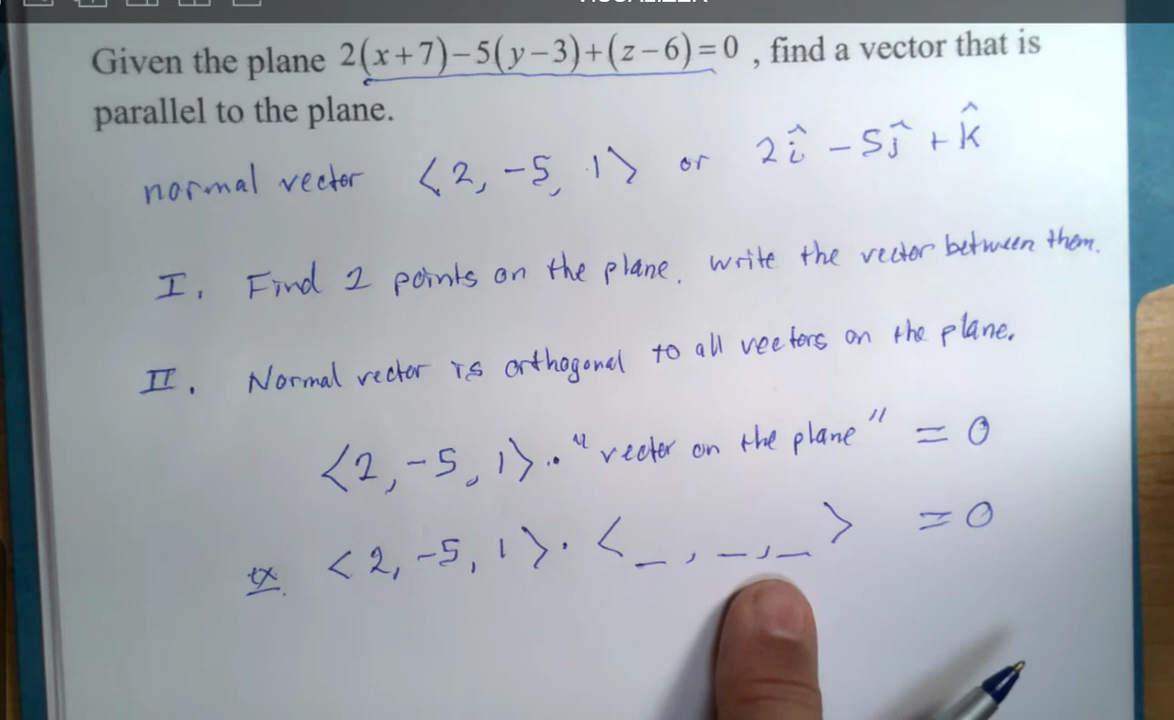 VISUALIZER
Given the plane 2(x+7)−5(y−3)+(z−6)=0 , find a vector that is
parallel to the plane.
normal vector <2, -5, 1> or 2î - 5ĵ + k̂
I. Find 2 points on the plane. Write the vector between them.
II. Normal vector is orthogonal to all vectors on the plane.
<2, -5, 1> · "vector on the plane" = 0
ex. <2, -5, 1> · <_, _, _> = 0